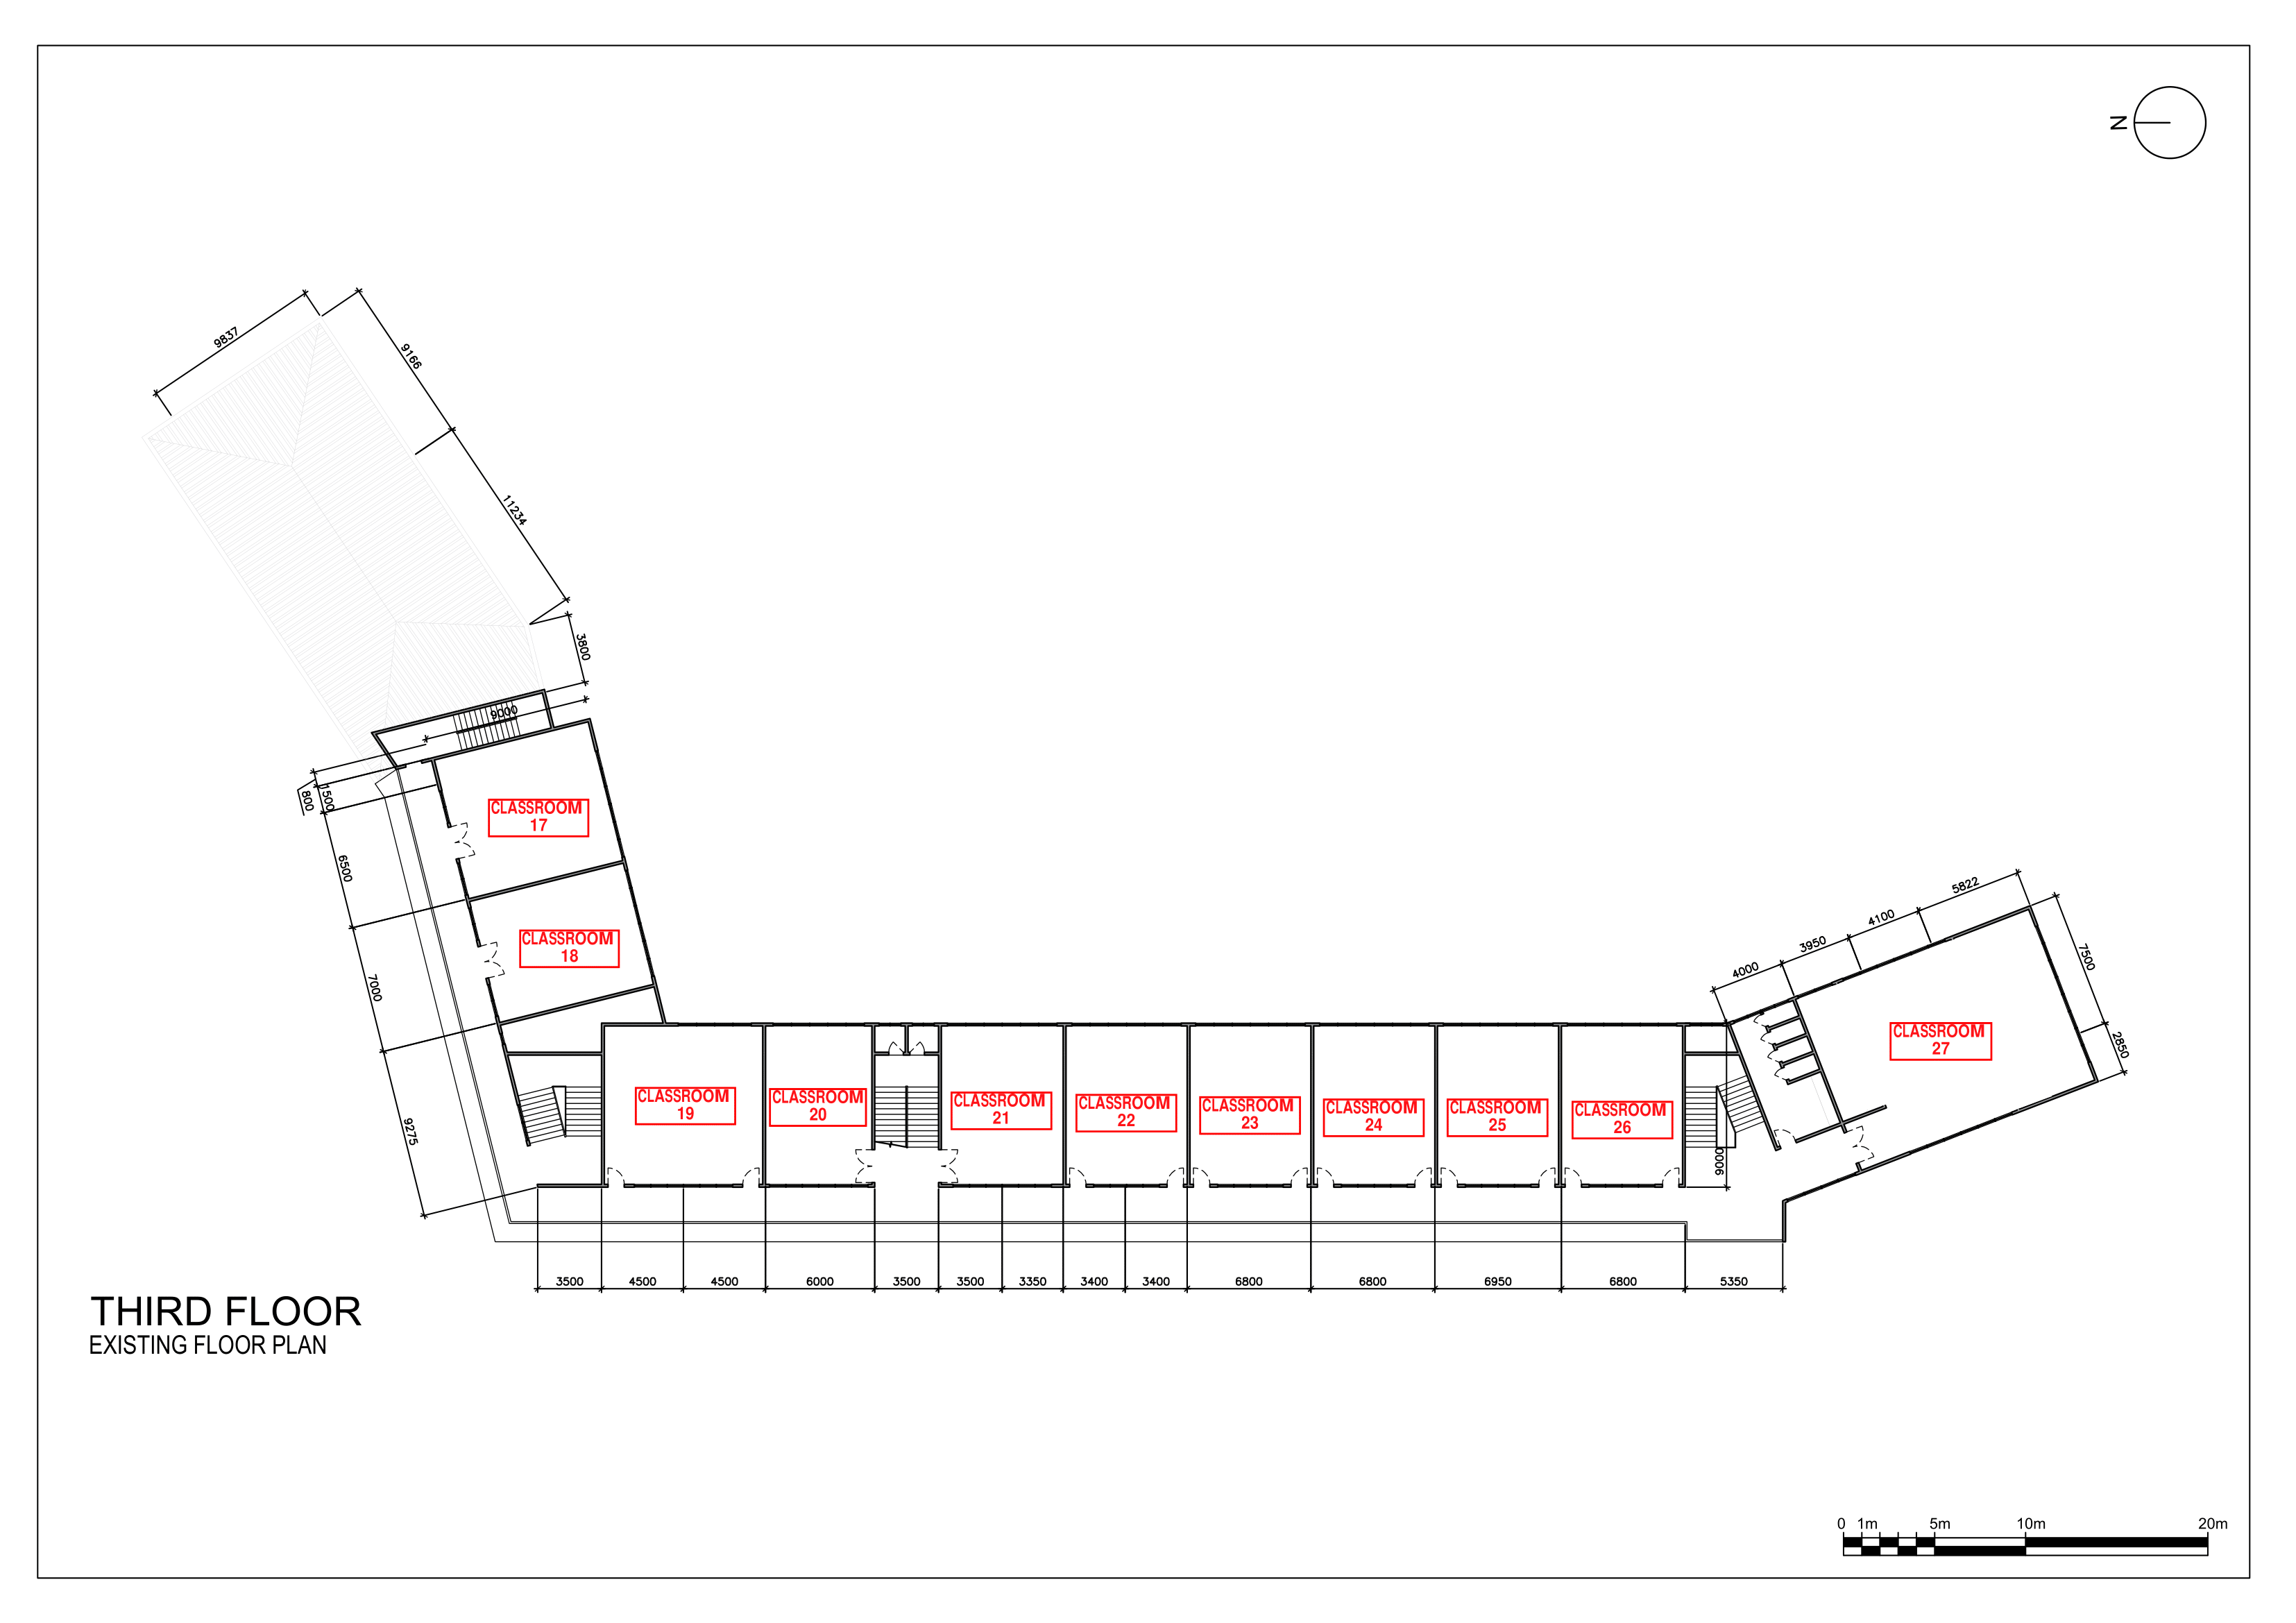 N
9837
9166
11234
3800
9000
800
1500
CLASSROOM
17
6500
CLASSROOM
18
7000
9275
5822
4100
3950
4000
7500
2850
CLASSROOM
27
CLASSROOM
19
CLASSROOM
20
CLASSROOM
21
CLASSROOM
22
CLASSROOM
23
CLASSROOM
24
CLASSROOM
25
CLASSROOM
26
9000
3500 4500 4500 6000 3500 3500 3350 3400 3400 6800 6800 6950 6800 5350
THIRD FLOOR
EXISTING FLOOR PLAN
0 1m 5m 10m 20m